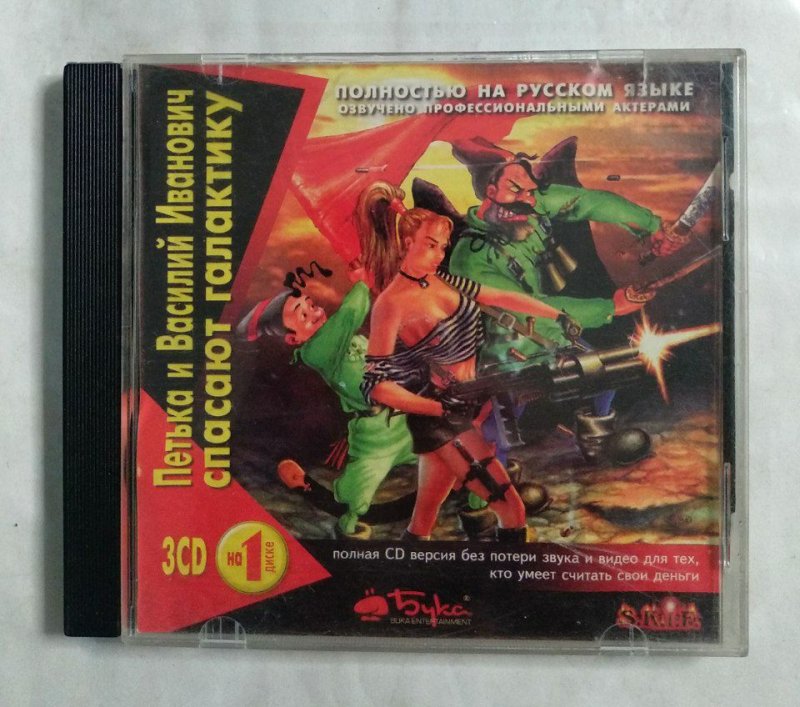 ПОЛНОСТЬЮ НА РУССКОМ ЯЗЫКЕ
ОЗВУЧЕНО ПРОФЕССИОНАЛЬНЫМИ АКТЕРАМИ
Петька и Василий Иванович
спасают галактику
3CD
на
1
диске
полная CD версия без потери звука и видео для тех,
кто умеет считать свои деньги
Бука®
BUKA ENTERTAINMENT